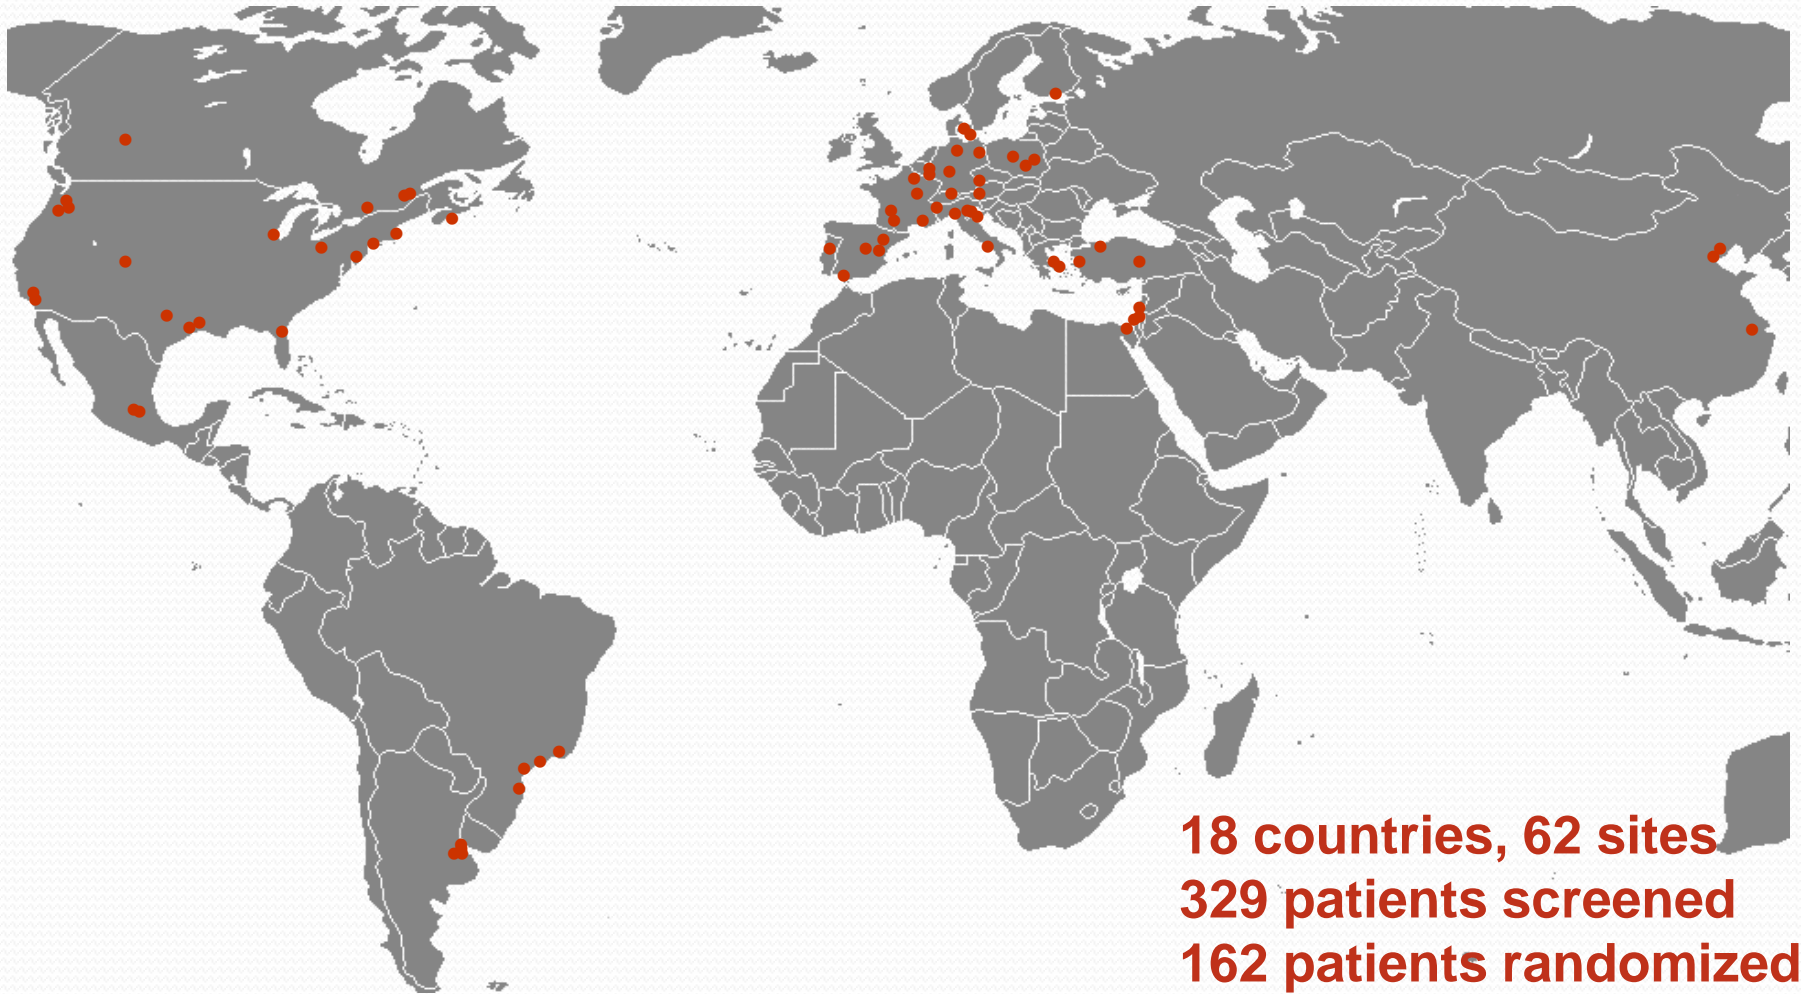 18 countries, 62 sites
329 patients screened
162 patients randomized